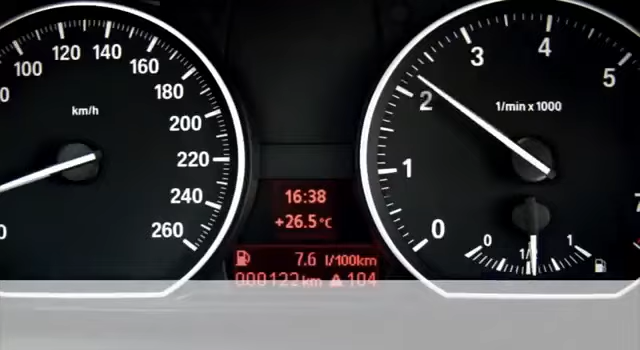 100 120 140 160 180 200 220 240 260
km/h
0 1 2 3 4 5
1/min x 1000
16:38
+26.5°C
7.6 l/100km
000122 km 104
0 1/2 1